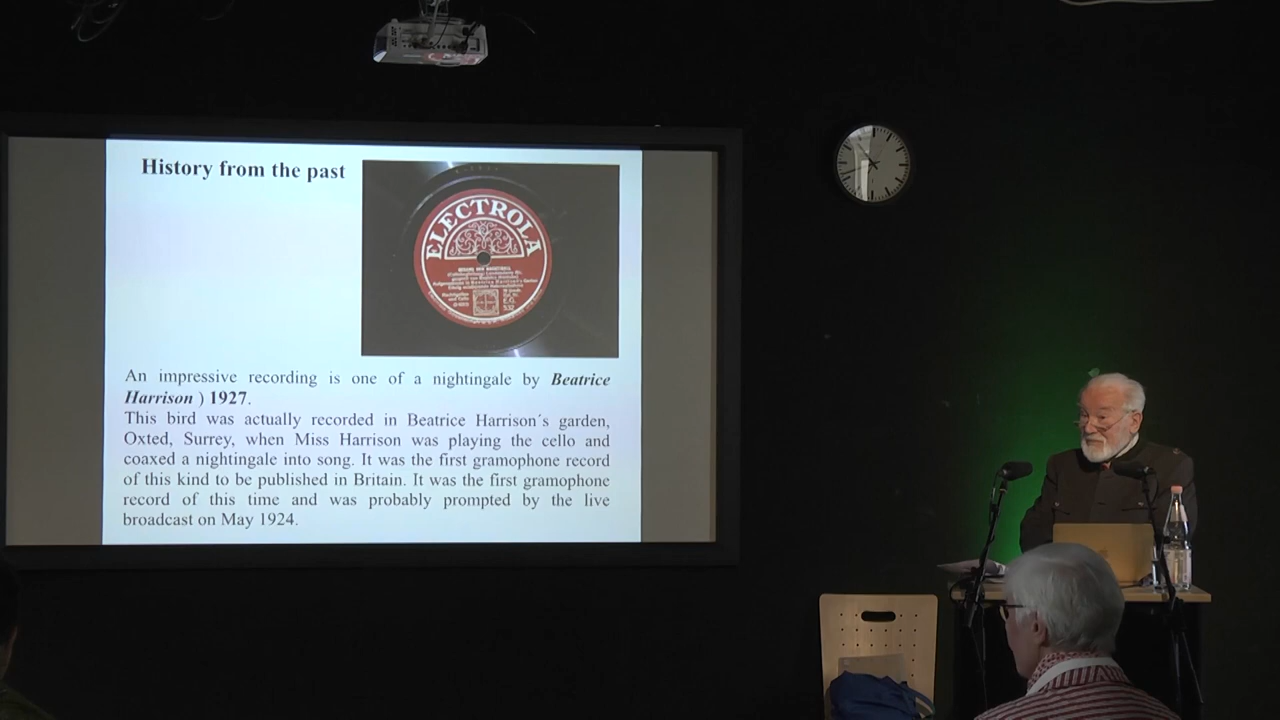 History from the past
ELECTROLA
An impressive recording is one of a nightingale by Beatrice
Harrison ) 1927.
This bird was actually recorded in Beatrice Harrison´s garden,
Oxted, Surrey, when Miss Harrison was playing the cello and
coaxed a nightingale into song. It was the first gramophone record
of this kind to be published in Britain. It was the first gramophone
record of this time and was probably prompted by the live
broadcast on May 1924.